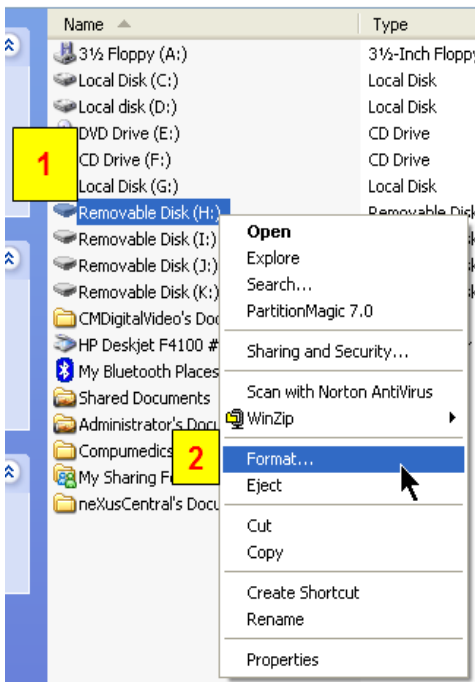 Name Type
3½ Floppy (A:) 3½-Inch Floppy
Local Disk (C:) Local Disk
Local disk (D:) Local Disk
DVD Drive (E:) CD Drive
1
CD Drive (F:) CD Drive
Local Disk (G:) Local Disk
Removable Disk (H:) Removable Disk
Removable Disk (I:)
Removable Disk (J:)
Removable Disk (K:)
CMDigitalVideo's Doc
HP Deskjet F4100 #
My Bluetooth Places
Shared Documents
Administrator's Docu
Compumedics
My Sharing F
neXusCentral's Docu
Open
Explore
Search...
PartitionMagic 7.0
Sharing and Security...
Scan with Norton AntiVirus
WinZip
2
Format...
Eject
Cut
Copy
Create Shortcut
Rename
Properties